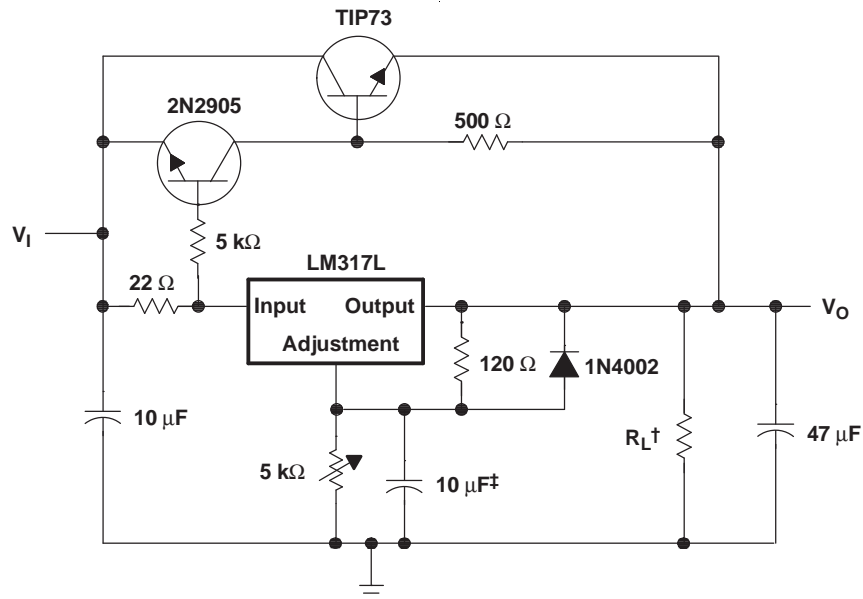 TIP73
2N2905
500 Ω
V_I
5 kΩ
LM317L
22 Ω
Input Output
Adjustment
V_O
120 Ω
1N4002
10 μF
R_L†
47 μF
5 kΩ
10 μF‡